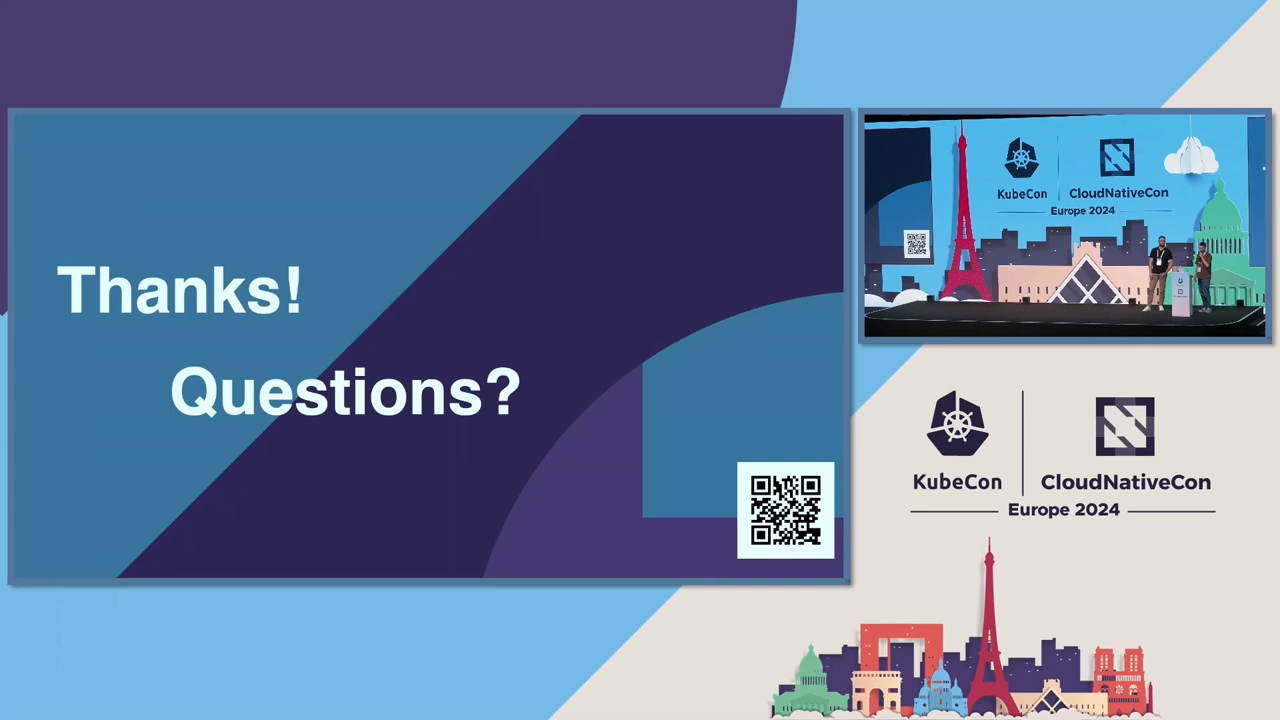 Thanks!
Questions?
KubeCon
CloudNativeCon
Europe 2024
KubeCon
CloudNativeCon
Europe 2024